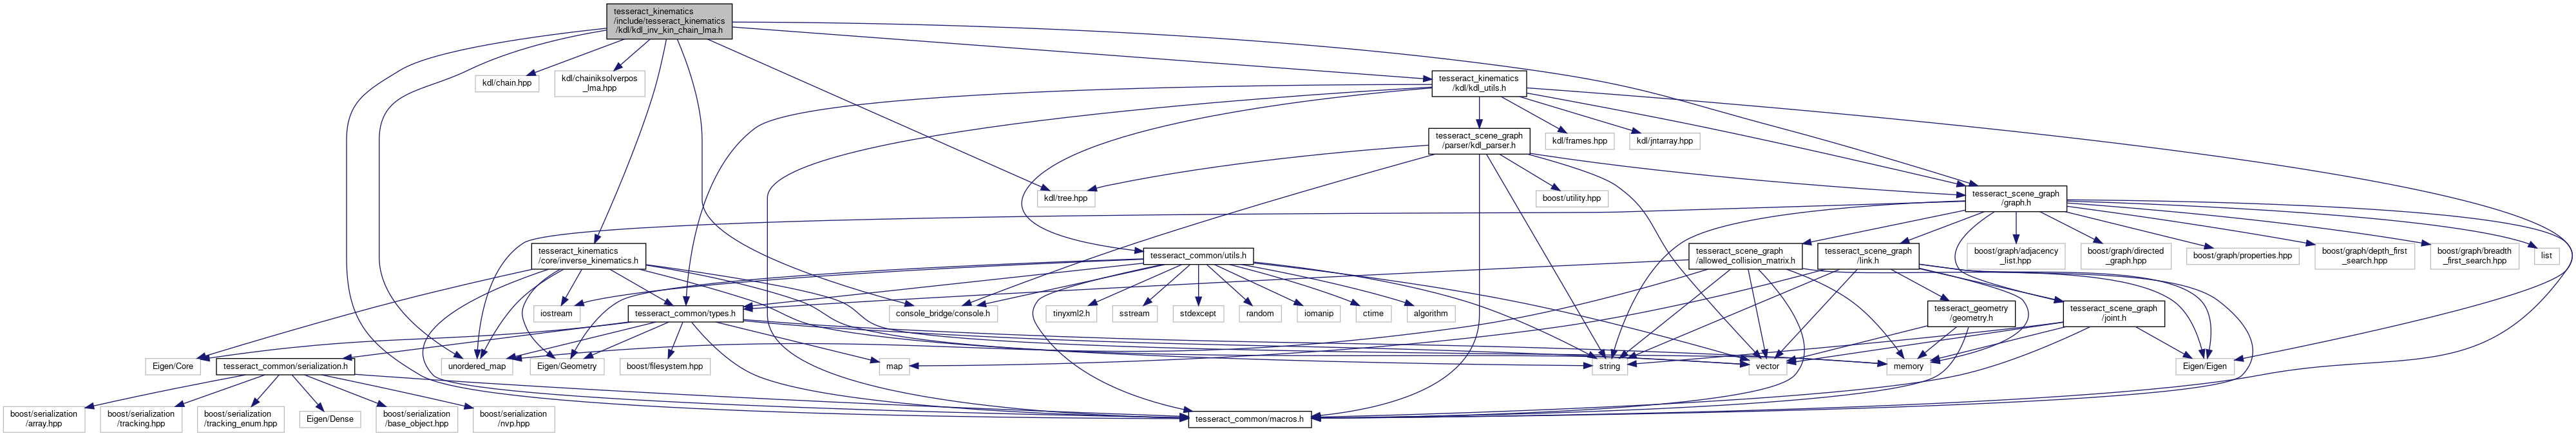 tesseract_kinematics
/include/tesseract_kinematics
/kdl/kdl_inv_kin_chain_lma.h
kdl/chain.hpp
kdl/chainiksolverpos
_lma.hpp
tesseract_kinematics
/kdl/kdl_utils.h
tesseract_scene_graph
/parser/kdl_parser.h
kdl/frames.hpp
kdl/jntarray.hpp
kdl/tree.hpp
boost/utility.hpp
tesseract_scene_graph
/graph.h
tesseract_kinematics
/core/inverse_kinematics.h
tesseract_common/utils.h
tesseract_scene_graph
/allowed_collision_matrix.h
tesseract_scene_graph
/link.h
boost/graph/adjacency
_list.hpp
boost/graph/directed
_graph.hpp
boost/graph/properties.hpp
boost/graph/depth_first
_search.hpp
boost/graph/breadth
_first_search.hpp
list
iostream
tesseract_common/types.h
console_bridge/console.h
tinyxml2.h
sstream
stdexcept
random
iomanip
ctime
algorithm
tesseract_geometry
/geometry.h
tesseract_scene_graph
/joint.h
Eigen/Core
tesseract_common/serialization.h
unordered_map
Eigen/Geometry
boost/filesystem.hpp
map
string
vector
memory
Eigen/Eigen
boost/serialization
/array.hpp
boost/serialization
/tracking.hpp
boost/serialization
/tracking_enum.hpp
Eigen/Dense
boost/serialization
/base_object.hpp
boost/serialization
/nvp.hpp
tesseract_common/macros.h